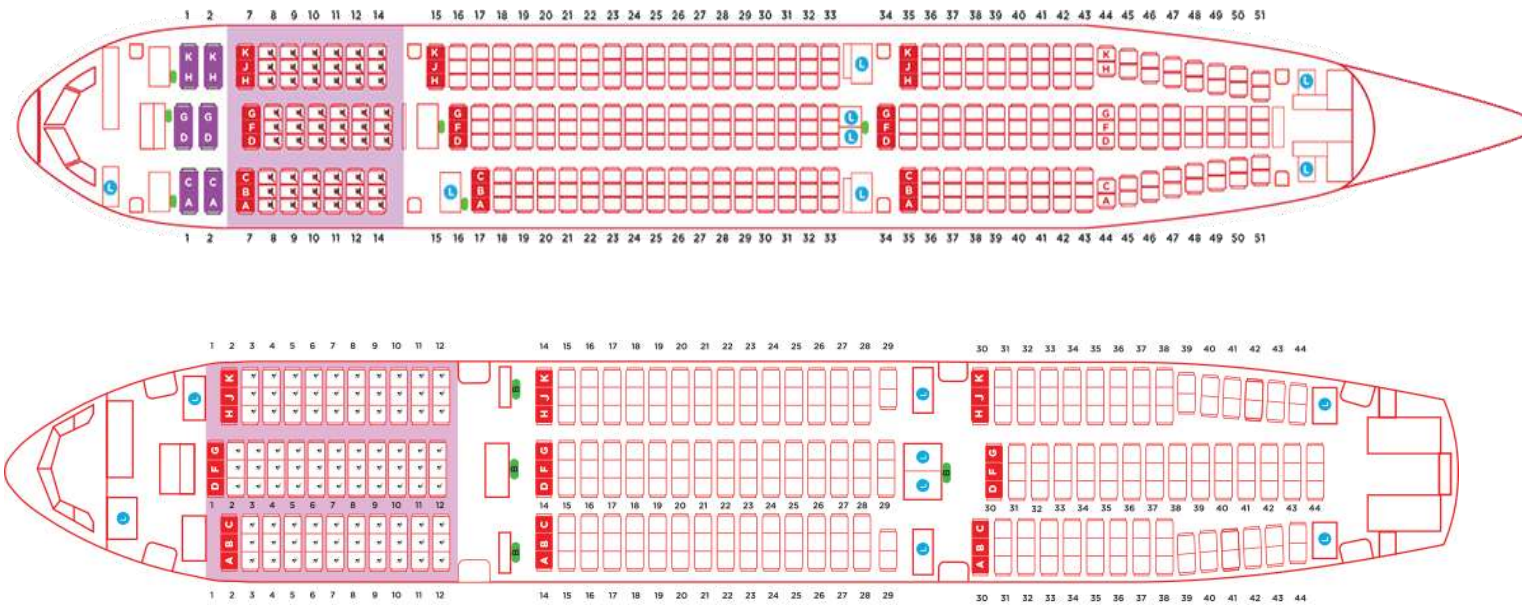 1 2 7 8 9 10 11 12 14 15 16 17 18 19 20 21 22 23 24 25 26 27 28 29 30 31 32 33 34 35 36 37 38 39 40 41 42 43 44 45 46 47 48 49 50 51
K K K K K K
H H J J J H
H H H
L L
G G G G G G
D D F F F F
D D D D
L
L
C C C C C C
L A A B L B L B A L
A A A
1 2 7 8 9 10 11 12 14 15 16 17 18 19 20 21 22 23 24 25 26 27 28 29 30 31 32 33 34 35 36 37 38 39 40 41 42 43 44 45 46 47 48 49 50 51
1 2 3 4 5 6 7 8 9 10 11 12 14 15 16 17 18 19 20 21 22 23 24 25 26 27 28 29 30 31 32 33 34 35 36 37 38 39 40 41 42 43 44
H J K B H J K H J K
L L L
D F G D F G L B D F G
L
1 2 3 4 5 6 7 8 9 10 11 12 14 15 16 17 18 19 20 21 22 23 24 25 26 27 28 29 30 31 32 33 34 35 36 37 38 39 40 41 42 43 44
L A B C B A B C L A B C L
1 2 3 4 5 6 7 8 9 10 11 12 14 15 16 17 18 19 20 21 22 23 24 25 26 27 28 29 30 31 32 33 34 35 36 37 38 39 40 41 42 43 44